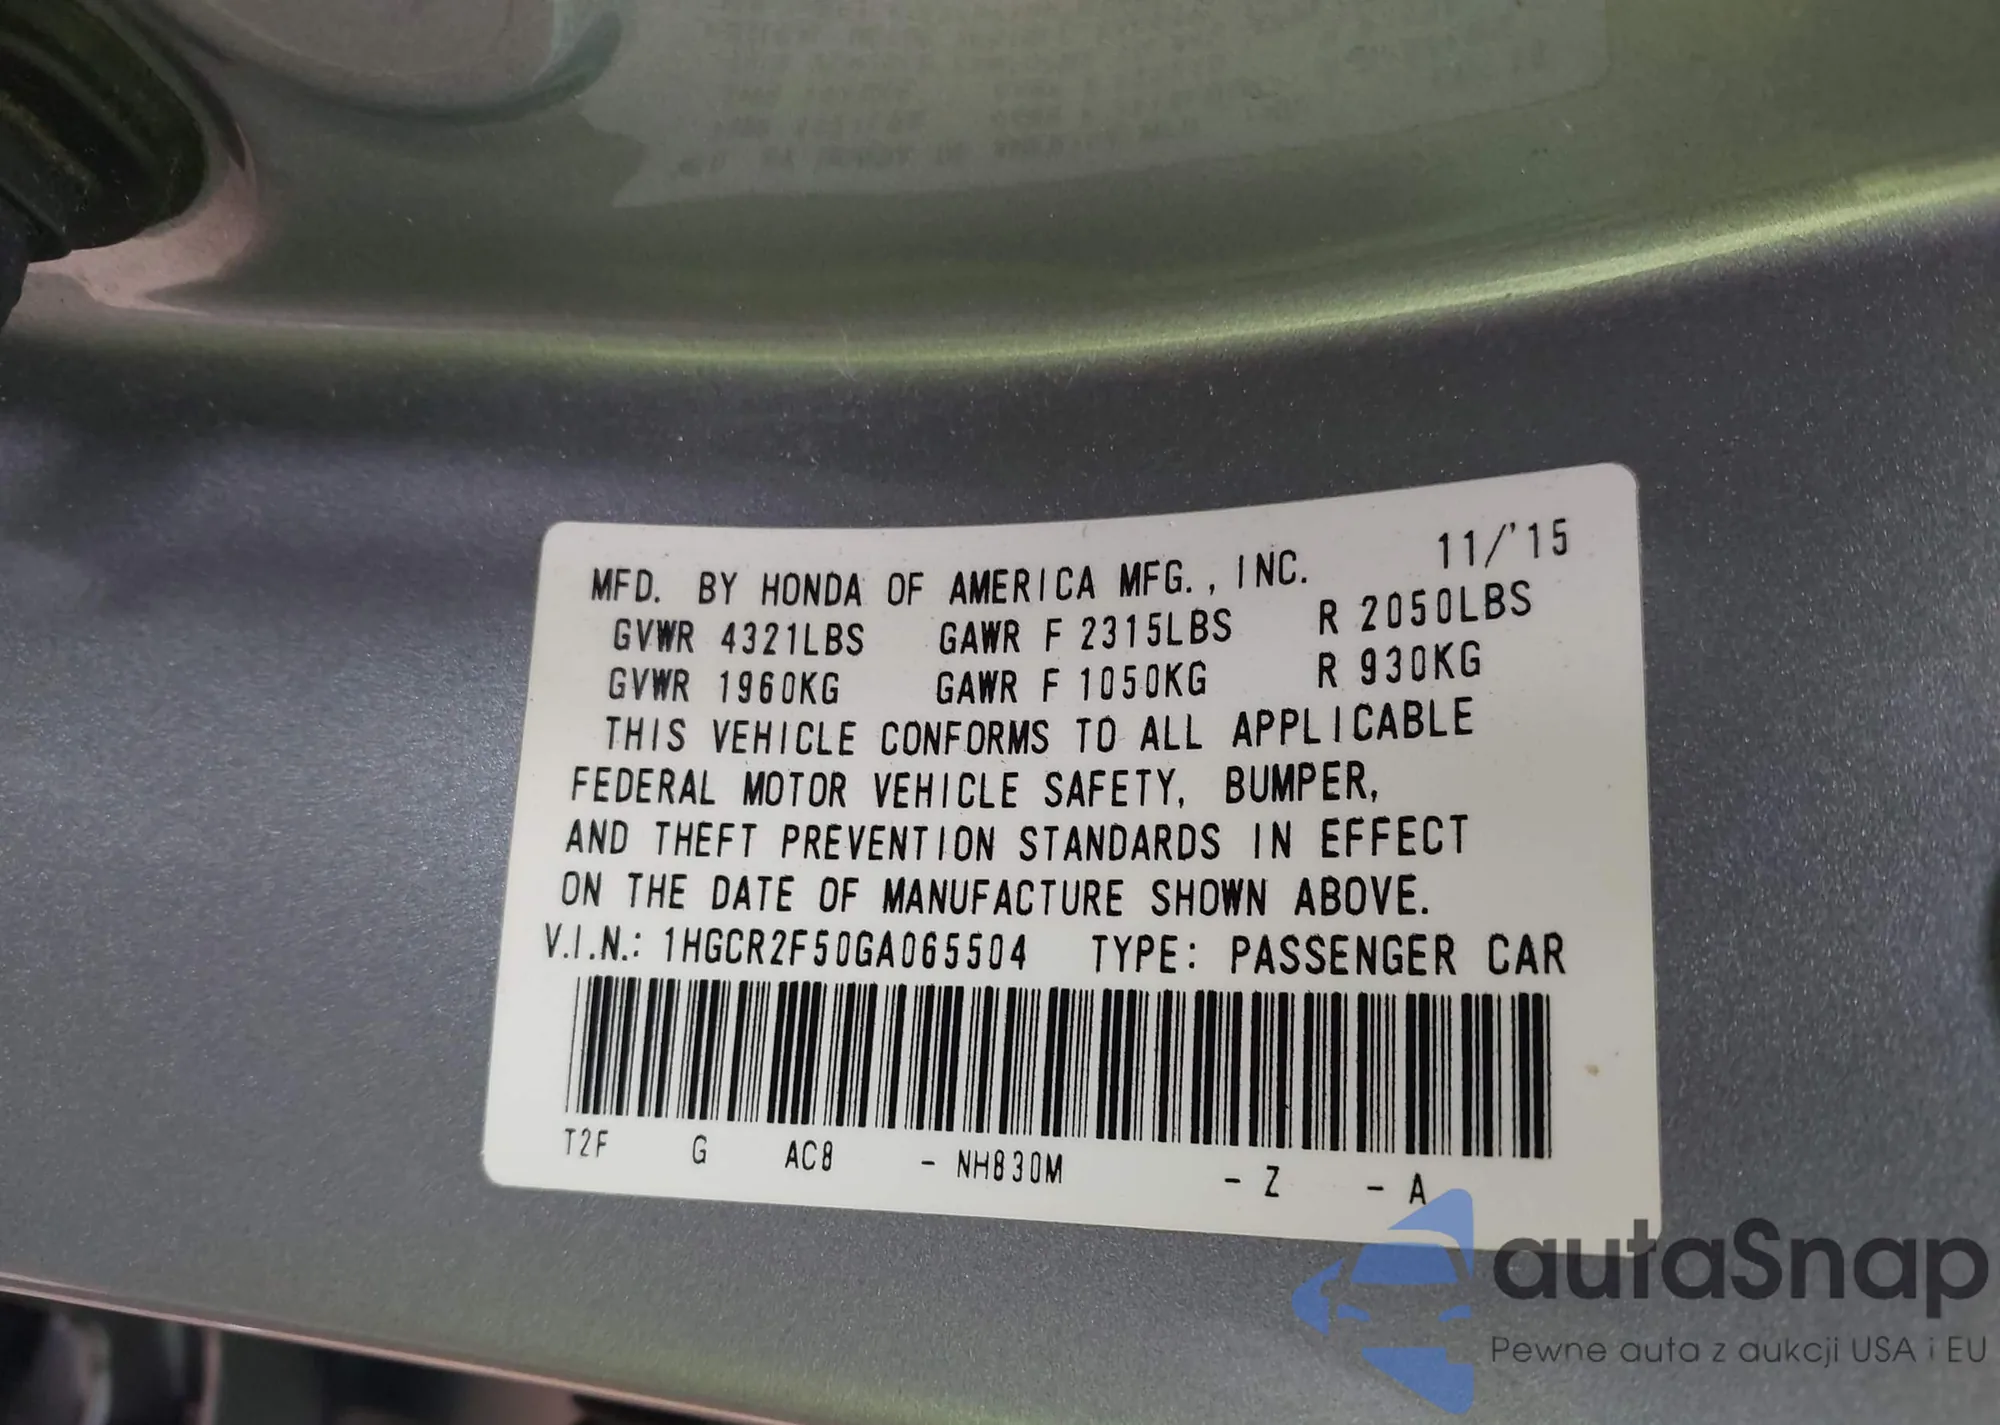 MFD. BY HONDA OF AMERICA MFG., INC. 11/'15
GVWR 4321LBS GAWR F 2315LBS R 2050LBS
GVWR 1960KG GAWR F 1050KG R 930KG
THIS VEHICLE CONFORMS TO ALL APPLICABLE
FEDERAL MOTOR VEHICLE SAFETY, BUMPER,
AND THEFT PREVENTION STANDARDS IN EFFECT
ON THE DATE OF MANUFACTURE SHOWN ABOVE.
V.I.N.: 1HGCR2F50GA065504 TYPE: PASSENGER CAR
T2F G AC8 - NH830M - Z - A
autaSnap
Pewne auta z aukcji USA i EU